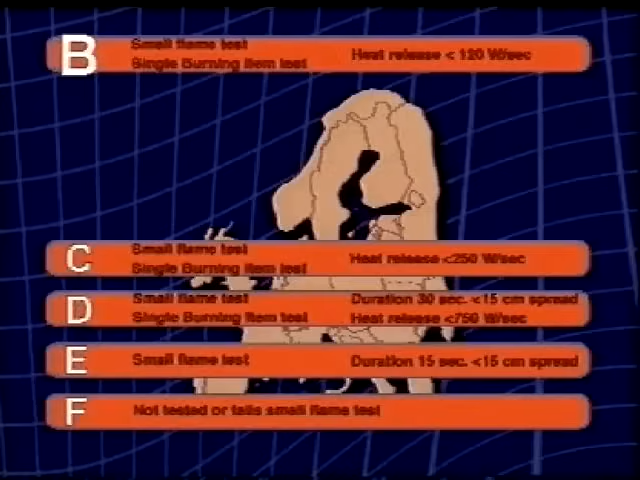 B
Small flame test
Single Burning Item test
Heat release < 120 W/sec
C
Small flame test
Single Burning Item test
Heat release <250 W/sec
D
Small flame test
Duration 30 sec. <15 cm spread
Single Burning Item test
Heat release <750 W/sec
E
Small flame test
Duration 15 sec. <15 cm spread
F
Not tested or fails small flame test